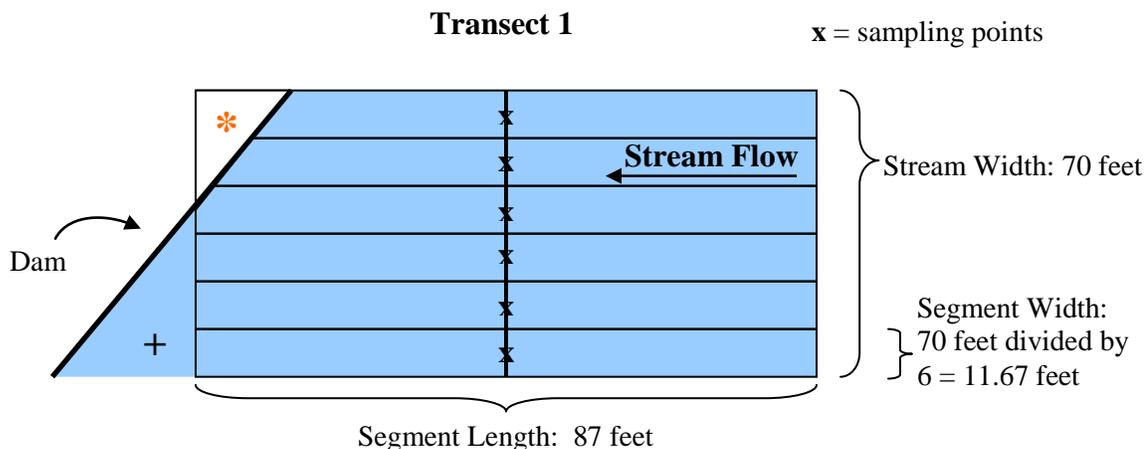 Transect 1
x = sampling points
*
x
x
x
x
x
x
Stream Flow
Stream Width: 70 feet
Dam
+
Segment Width:
70 feet divided by
6 = 11.67 feet
Segment Length: 87 feet